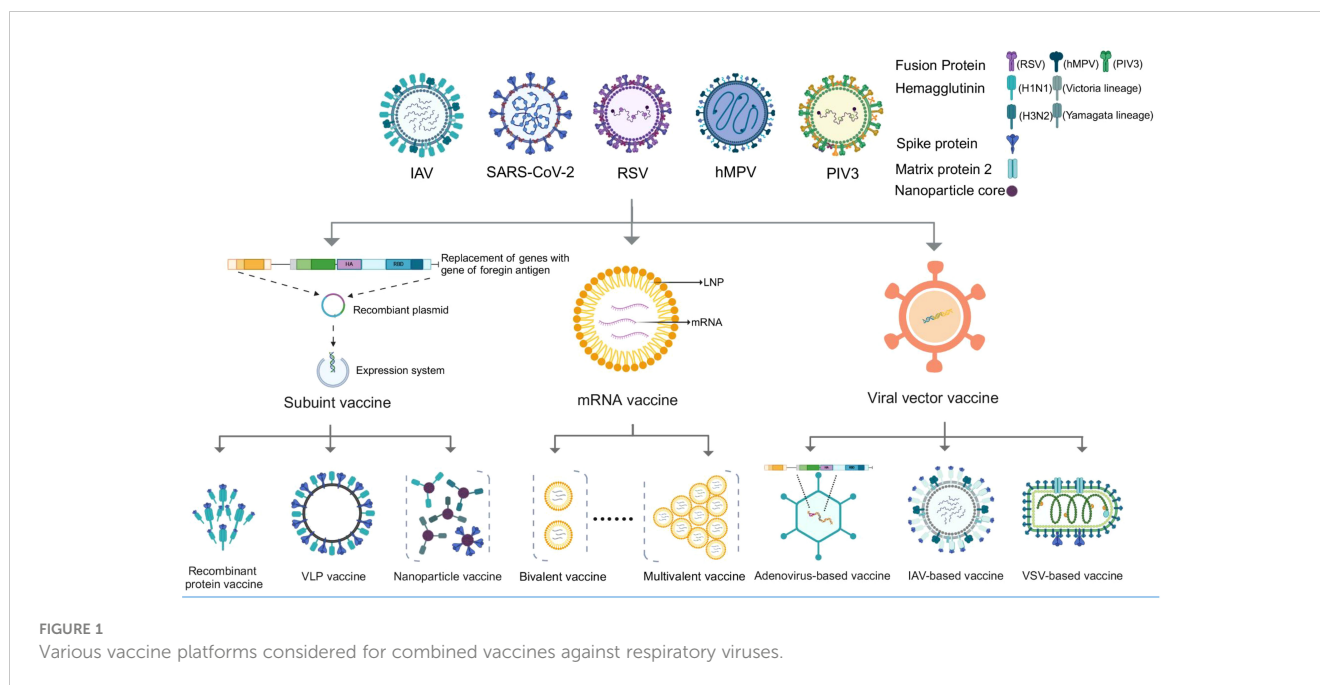 Fusion Protein (RSV) (hMPV) (PIV3)
Hemagglutinin (H1N1) (Victoria lineage)
(H3N2) (Yamagata lineage)
Spike protein
Matrix protein 2
Nanoparticle core
IAV SARS-CoV-2 RSV hMPV PIV3
HA RBD
Replacement of genes with
gene of foregin antigen
Recombiant plasmid
Expression system
Subuint vaccine
LNP
mRNA
mRNA vaccine
Viral vector vaccine
Recombinant
protein vaccine
VLP vaccine
Nanoparticle vaccine
Bivalent vaccine
Multivalent vaccine
Adenovirus-based vaccine
IAV-based vaccine
VSV-based vaccine
FIGURE 1
Various vaccine platforms considered for combined vaccines against respiratory viruses.